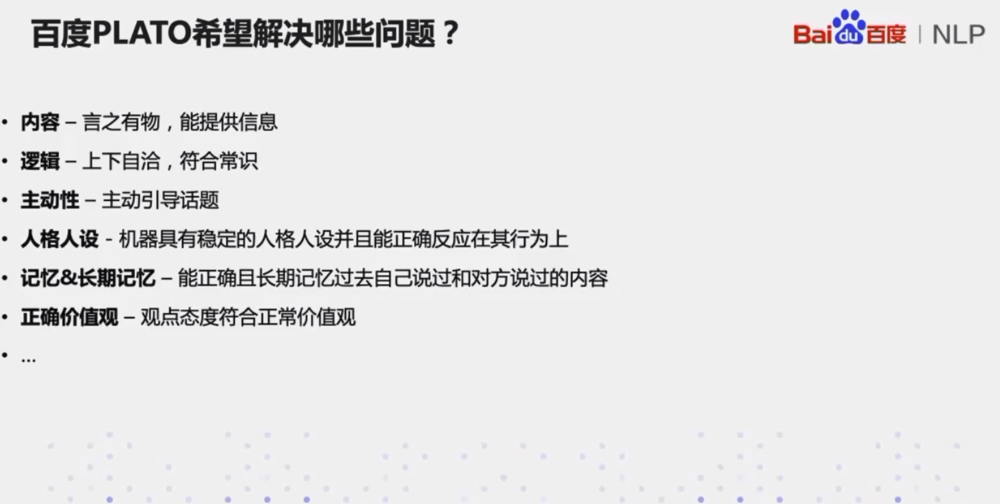 百度PLATO希望解决哪些问题？
Baidu百度 | NLP
• 内容 – 言之有物，能提供信息
• 逻辑 – 上下自洽，符合常识
• 主动性 – 主动引导话题
• 人格人设 - 机器具有稳定的人格人设并且能正确反应在其行为上
• 记忆&长期记忆 – 能正确且长期记忆过去自己说过和对方说过的内容
• 正确价值观 – 观点态度符合正常价值观
• ...